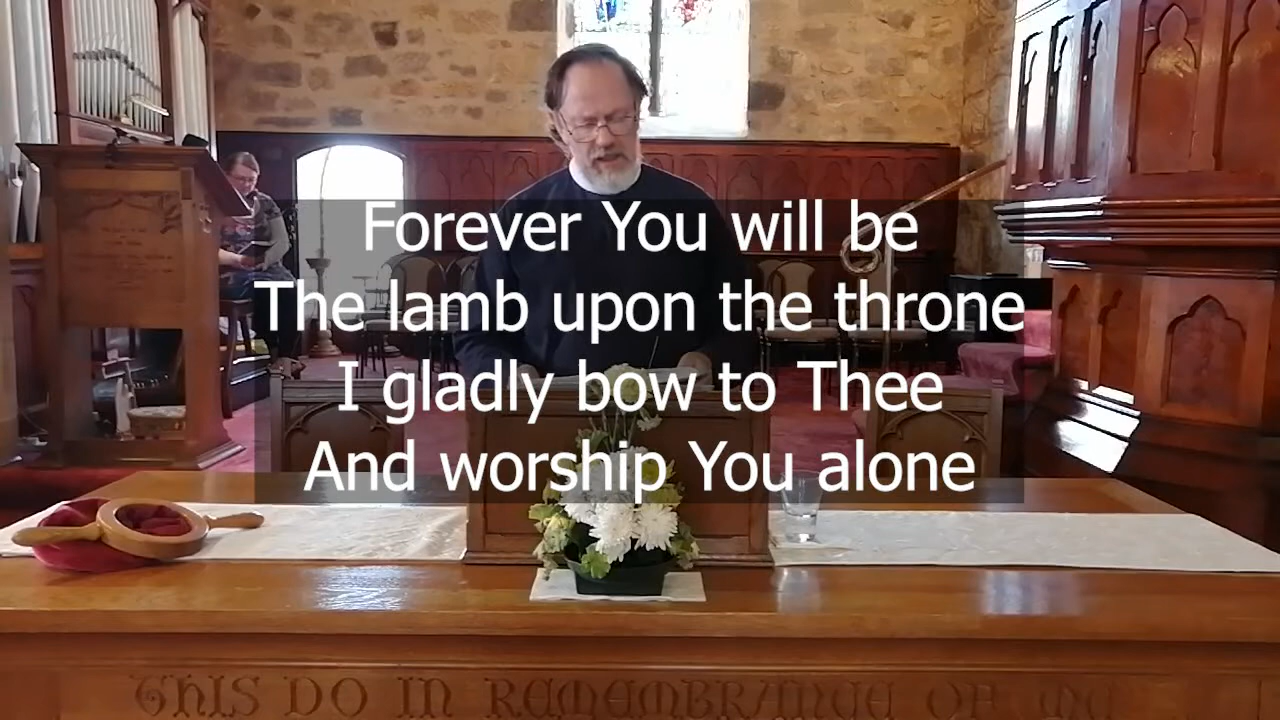 Forever You will be
The lamb upon the throne
I gladly bow to Thee
And worship You alone
THIS DO IN REMEMBRANCE OF ME